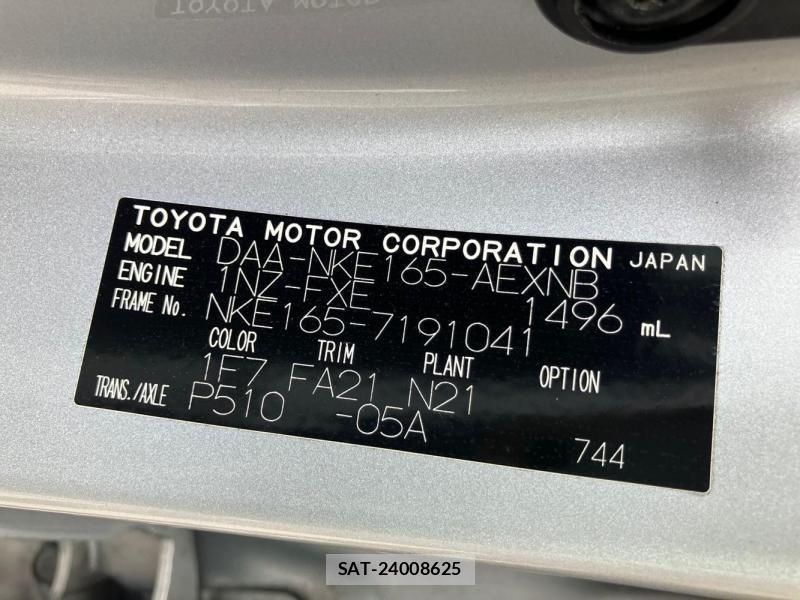 TOYOTA MOTOR CORPORATION JAPAN
MODEL DAA-NKE165-AEXNB
ENGINE 1NZ-FXE 1496 mL
FRAME No. NKE165-7191041
COLOR TRIM PLANT OPTION
1F7 FA21 N21
TRANS./AXLE P510 -05A
744
SAT-24008625